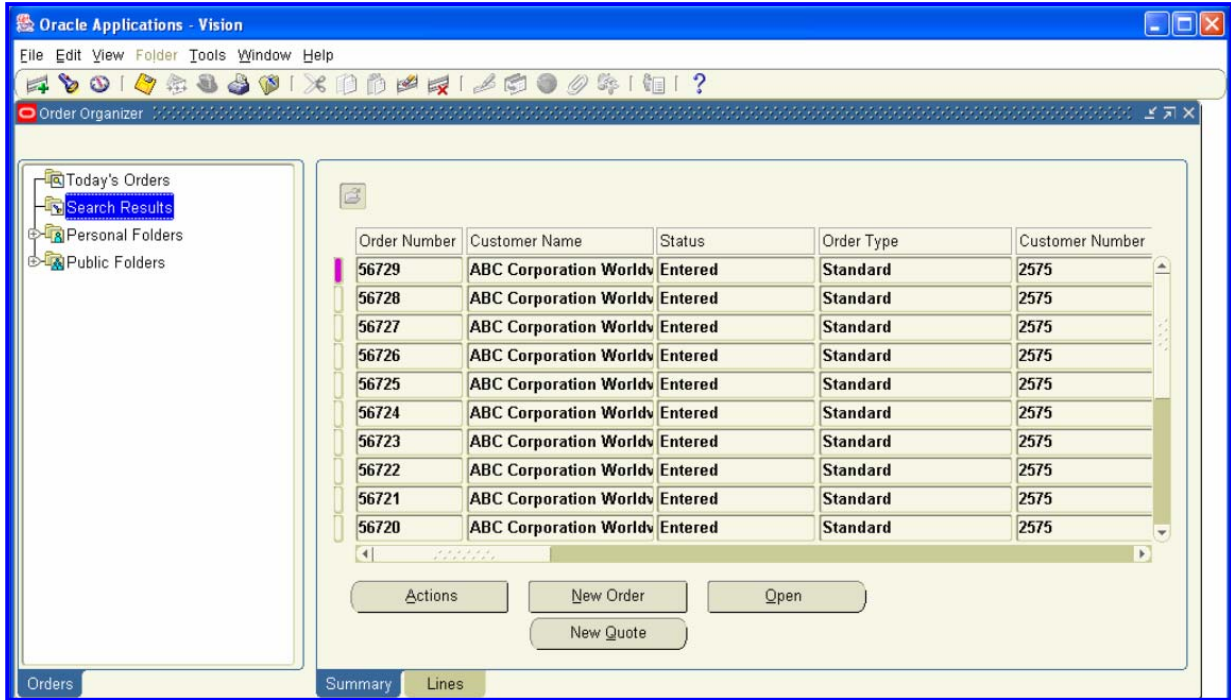 Oracle Applications - Vision
File Edit View Folder Tools Window Help
Order Organizer
Today's Orders
Search Results
Personal Folders
Public Folders
Order Number Customer Name Status Order Type Customer Number
56729 ABC Corporation Worldv Entered Standard 2575
56728 ABC Corporation Worldv Entered Standard 2575
56727 ABC Corporation Worldv Entered Standard 2575
56726 ABC Corporation Worldv Entered Standard 2575
56725 ABC Corporation Worldv Entered Standard 2575
56724 ABC Corporation Worldv Entered Standard 2575
56723 ABC Corporation Worldv Entered Standard 2575
56722 ABC Corporation Worldv Entered Standard 2575
56721 ABC Corporation Worldv Entered Standard 2575
56720 ABC Corporation Worldv Entered Standard 2575
Actions New Order Open
New Quote
Orders Summary Lines